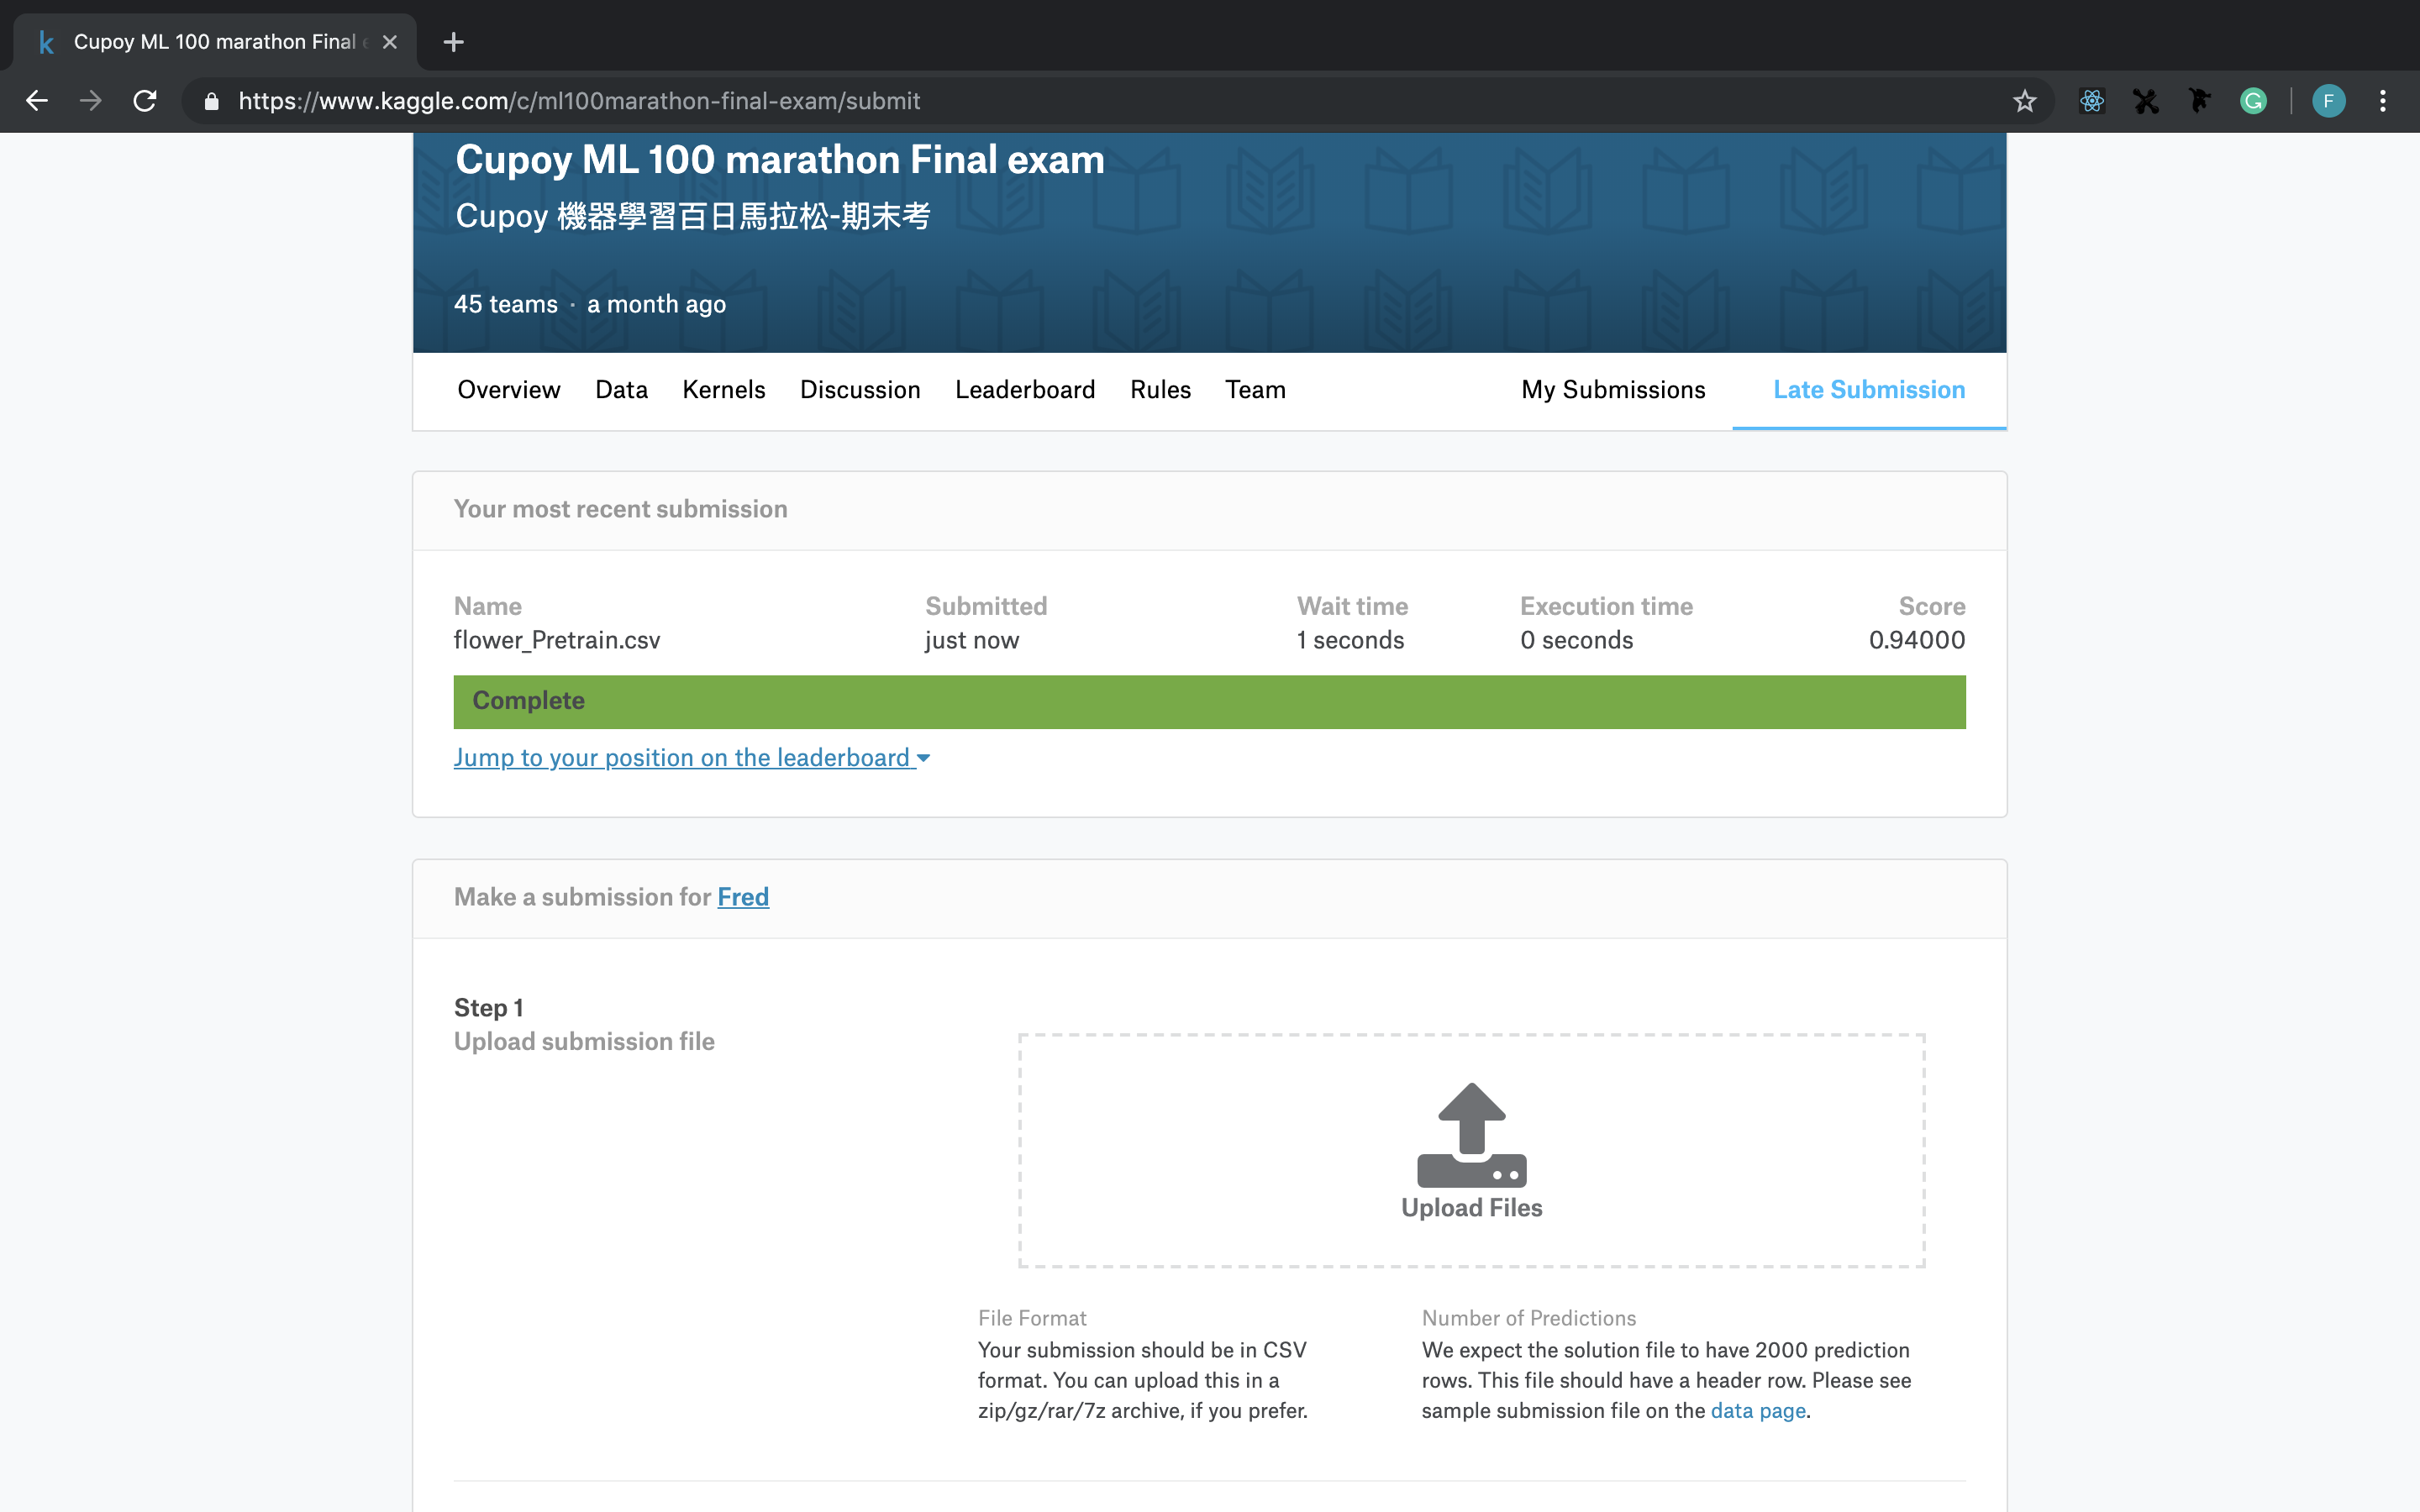 Cupoy ML 100 marathon Final
https://www.kaggle.com/c/ml100marathon-final-exam/submit
F
Cupoy ML 100 marathon Final exam
Cupoy 機器學習百日馬拉松-期末考
45 teams · a month ago
Overview Data Kernels Discussion Leaderboard Rules Team My Submissions Late Submission
Your most recent submission
Name Submitted Wait time Execution time Score
flower_Pretrain.csv just now 1 seconds 0 seconds 0.94000
Complete
Jump to your position on the leaderboard
Make a submission for Fred
Step 1
Upload submission file
Upload Files
File Format
Your submission should be in CSV
format. You can upload this in a
zip/gz/rar/7z archive, if you prefer.
Number of Predictions
We expect the solution file to have 2000 prediction
rows. This file should have a header row. Please see
sample submission file on the data page.